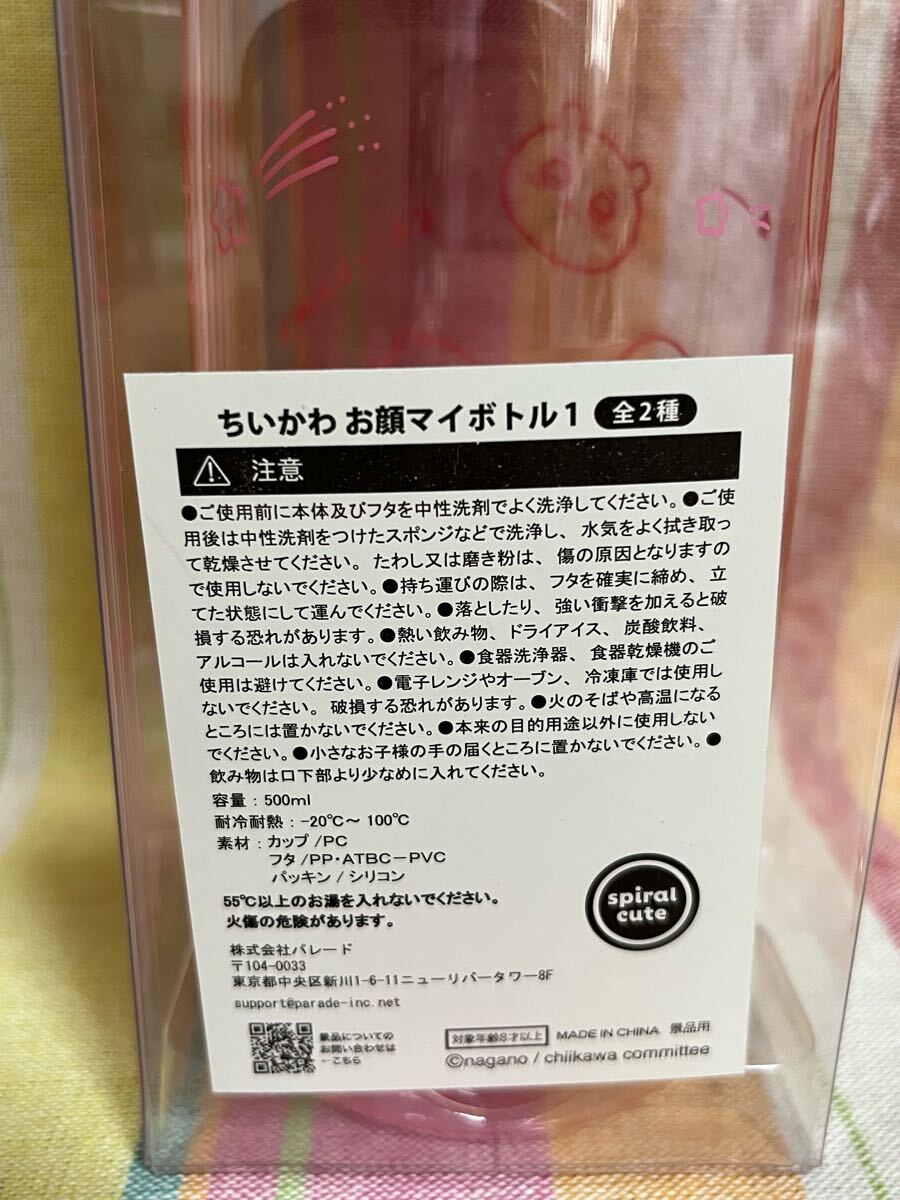 ちいかわ お顔マイボトル1 全2種
注意
●ご使用前に本体及びフタを中性洗剤でよく洗浄してください。●ご使
用後は中性洗剤をつけたスポンジなどで洗浄し、水気をよく拭き取っ
て乾燥させてください。たわし又は磨き粉は、傷の原因となりますの
で使用しないでください。●持ち運びの際は、フタを確実に締め、立
てた状態にして運んでください。●落としたり、強い衝撃を加えると破
損する恐れがあります。●熱い飲み物、ドライアイス、炭酸飲料、
アルコールは入れないでください。●食器洗浄器、食器乾燥機のご
使用は避けてください。●電子レンジやオーブン、冷凍庫では使用し
ないでください。破損する恐れがあります。●火のそばや高温になる
ところには置かないでください。●本来の目的用途以外に使用しない
でください。●小さなお子様の手の届くところに置かないでください。●
飲み物は口下部より少なめに入れてください。
容量:500ml
耐冷耐熱:-20℃～100℃
素材:カップ/PC
フタ/PP・ATBC-PVC
パッキン/シリコン
55℃以上のお湯を入れないでください。
火傷の危険があります。
spiral
cute
株式会社パレード
〒104-0033
東京都中央区新川1-6-11ニューリバータワー8F
support@parade-inc.net
景品についての
お問い合わせは
←こちら
対象年齢8才以上 MADE IN CHINA 景品用
©nagano / chiikawa committee